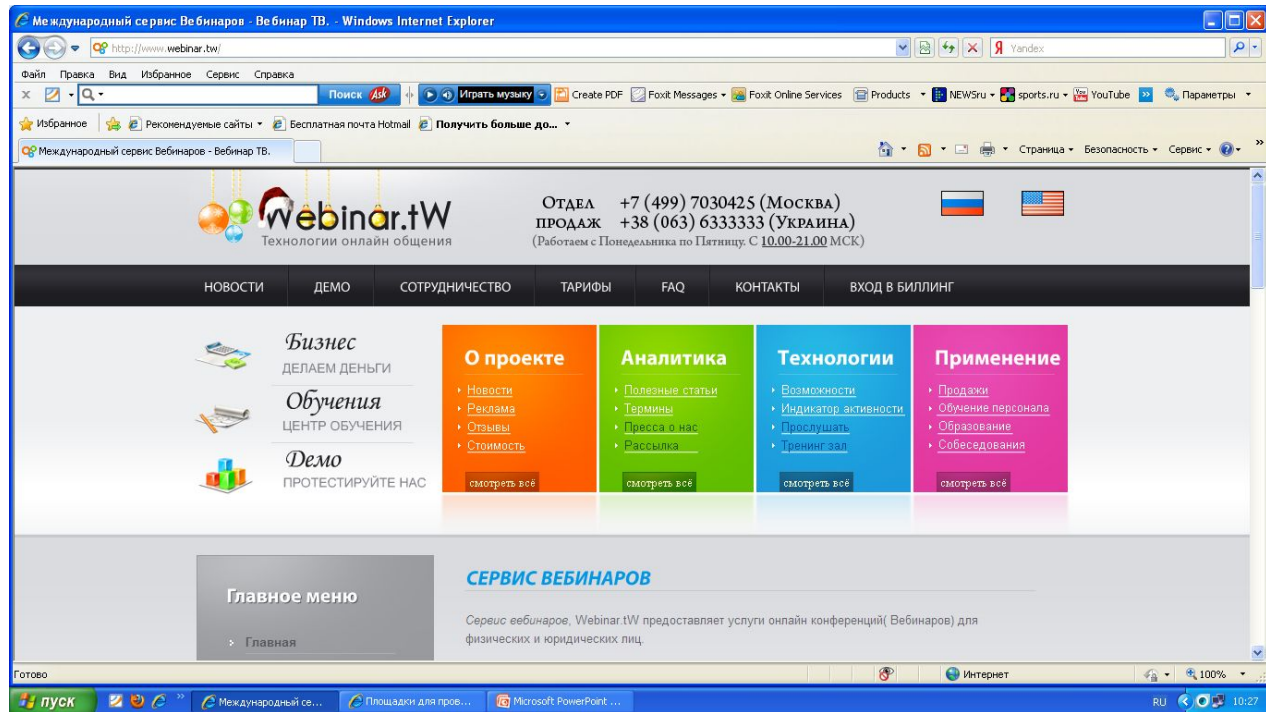 Международный сервис Вебинаров - Вебинар ТВ. - Windows Internet Explorer
http://www.webinar.tw/
Yandex
Файл Правка Вид Избранное Сервис Справка
Поиск Ask Играть музыку Create PDF Foxit Messages Foxit Online Services Products NEWSru sports.ru YouTube Параметры
Избранное Рекомендуемые сайты Бесплатная почта Hotmail Получить больше до...
Международный сервис Вебинаров - Вебинар ТВ.
Страница Безопасность Сервис
Webinar.tW
Технологии онлайн общения
Отдел +7 (499) 7030425 (Москва)
продаж +38 (063) 6333333 (Украина)
(Работаем с Понедельника по Пятницу. С 10.00-21.00 МСК)
НОВОСТИ ДЕМО СОТРУДНИЧЕСТВО ТАРИФЫ FAQ КОНТАКТЫ ВХОД В БИЛЛИНГ
Бизнес
ДЕЛАЕМ ДЕНЬГИ
Обучения
ЦЕНТР ОБУЧЕНИЯ
Демо
ПРОТЕСТИРУЙТЕ НАС
О проекте
Новости
Реклама
Отзывы
Стоимость
смотреть всё
Аналитика
Полезные статьи
Термины
Пресса о нас
Рассылка
смотреть всё
Технологии
Возможности
Индикатор активности
Прослушать
Тренинг зал
смотреть всё
Применение
Продажи
Обучение персонала
Образование
Собеседования
смотреть всё
Главное меню
Главная
СЕРВИС ВЕБИНАРОВ
Сервис вебинаров, Webinar.tW предоставляет услуги онлайн конференций( Вебинаров) для
физических и юридических лиц.
Готово
Интернет
100%
пуск
Международный се...
Площадки для пров...
Microsoft PowerPoint ...
RU
10:27